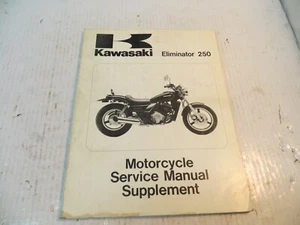 Kawasaki Eliminator 250
Motorcycle
Service Manual
Supplement